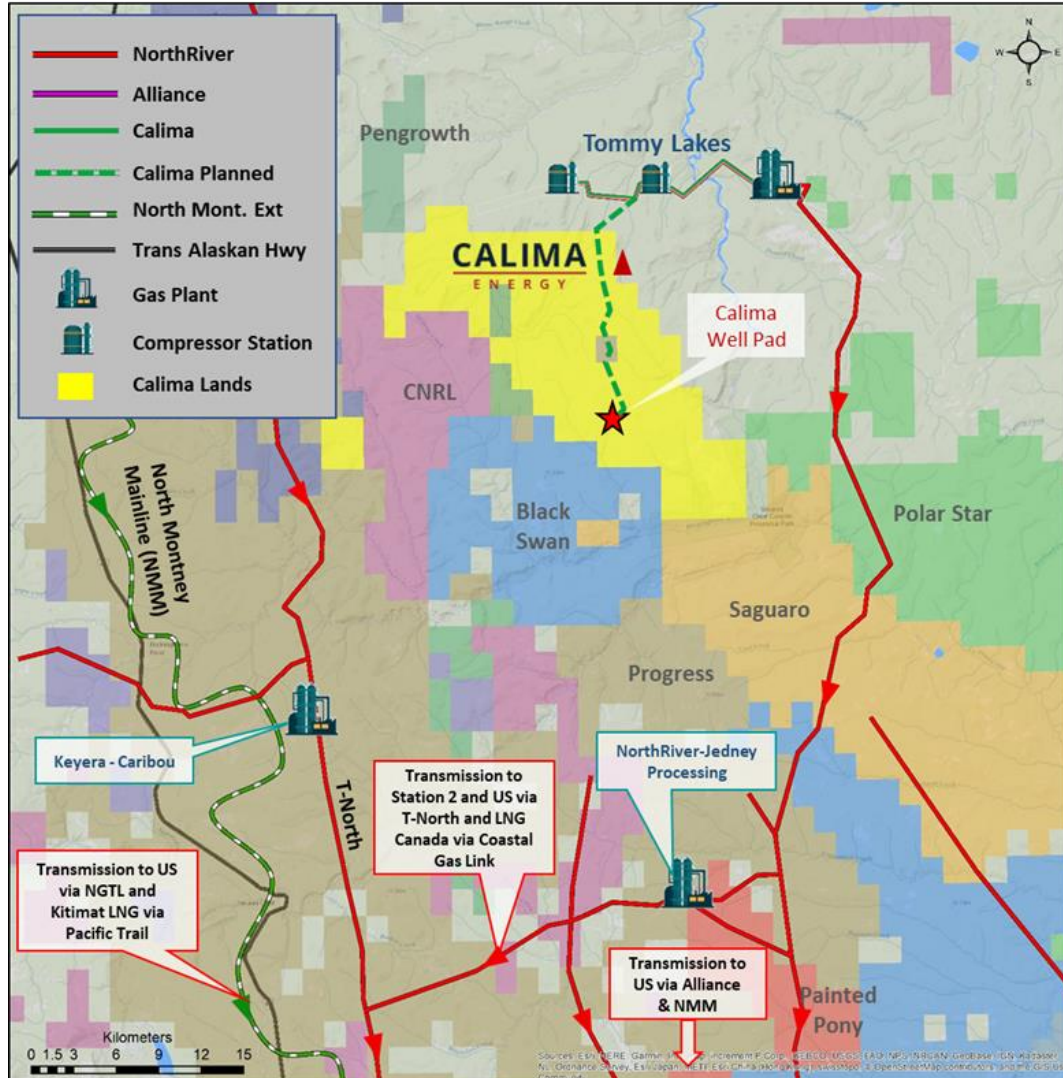 NorthRiver
Alliance
Calima
Calima Planned
North Mont. Ext
Trans Alaskan Hwy
Gas Plant
Compressor Station
Calima Lands
N
W
E
S
Pengrowth
Tommy Lakes
CALIMA
ENERGY
Calima
Well Pad
CNRL
North Montney
Mainline (NMM)
Black
Swan
Polar Star
Saguaro
Progress
Keyera - Caribou
NorthRiver-Jedney
Processing
T-North
Transmission to
Station 2 and US via
T-North and LNG
Canada via Coastal
Gas Link
Transmission to US
via NGTL and
Kitimat LNG via
Pacific Trail
Transmission to
US via Alliance
& NMM
Painted
Pony
Kilometers
0 1.5 3 6 9 12 15